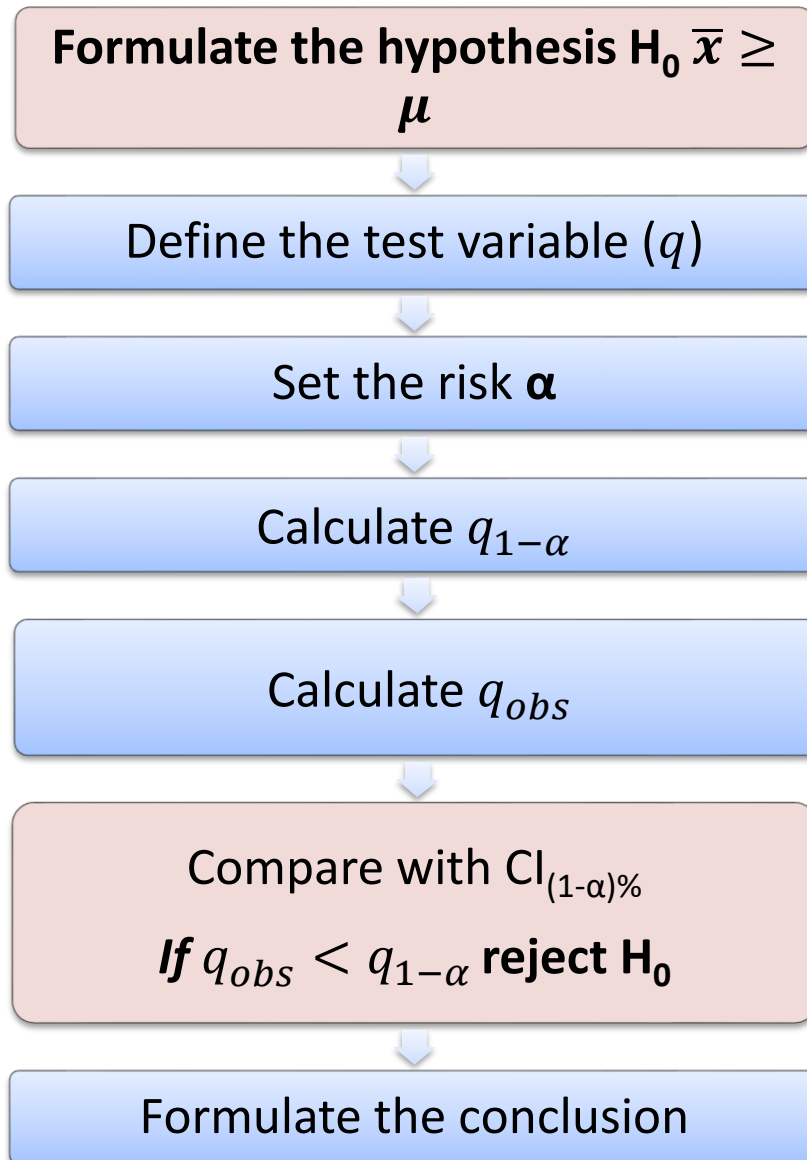 Formulate the hypothesis H₀ x̄ ≥
μ
Define the test variable (q)
Set the risk α
Calculate q₁₋α
Calculate q_obs
Compare with CI₍₁₋α₎%
If q_obs < q₁₋α reject H₀
Formulate the conclusion